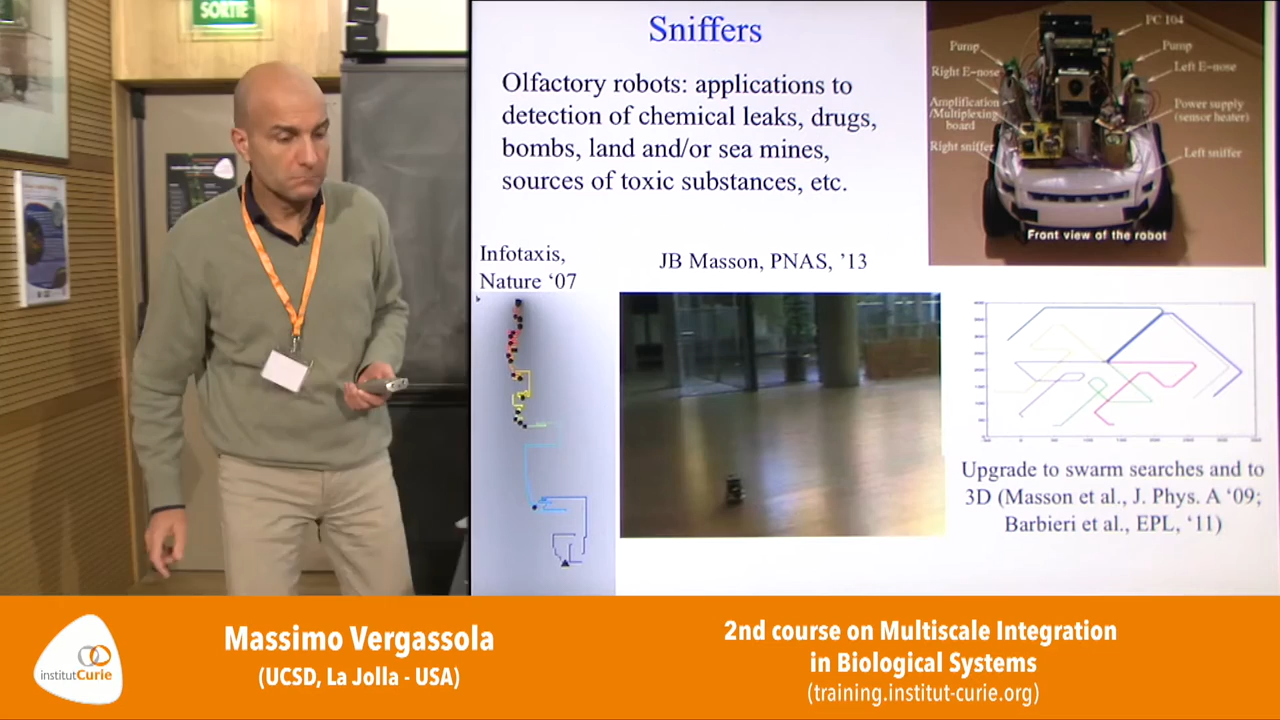 SORTIE
Sniffers
Olfactory robots: applications to
detection of chemical leaks, drugs,
bombs, land and/or sea mines,
sources of toxic substances, etc.
PC 104
Pump
Pump
Right E-nose
Left E-nose
Amplification
/Multiplexing
board
Power supply
(sensor heater)
Right sniffer
Left sniffer
Front view of the robot
Infotaxis,
Nature ‘07
JB Masson, PNAS, ’13
Upgrade to swarm searches and to
3D (Masson et al., J. Phys. A ‘09;
Barbieri et al., EPL, ‘11)
institutCurie
Massimo Vergassola
(UCSD, La Jolla - USA)
2nd course on Multiscale Integration
in Biological Systems
(training.institut-curie.org)